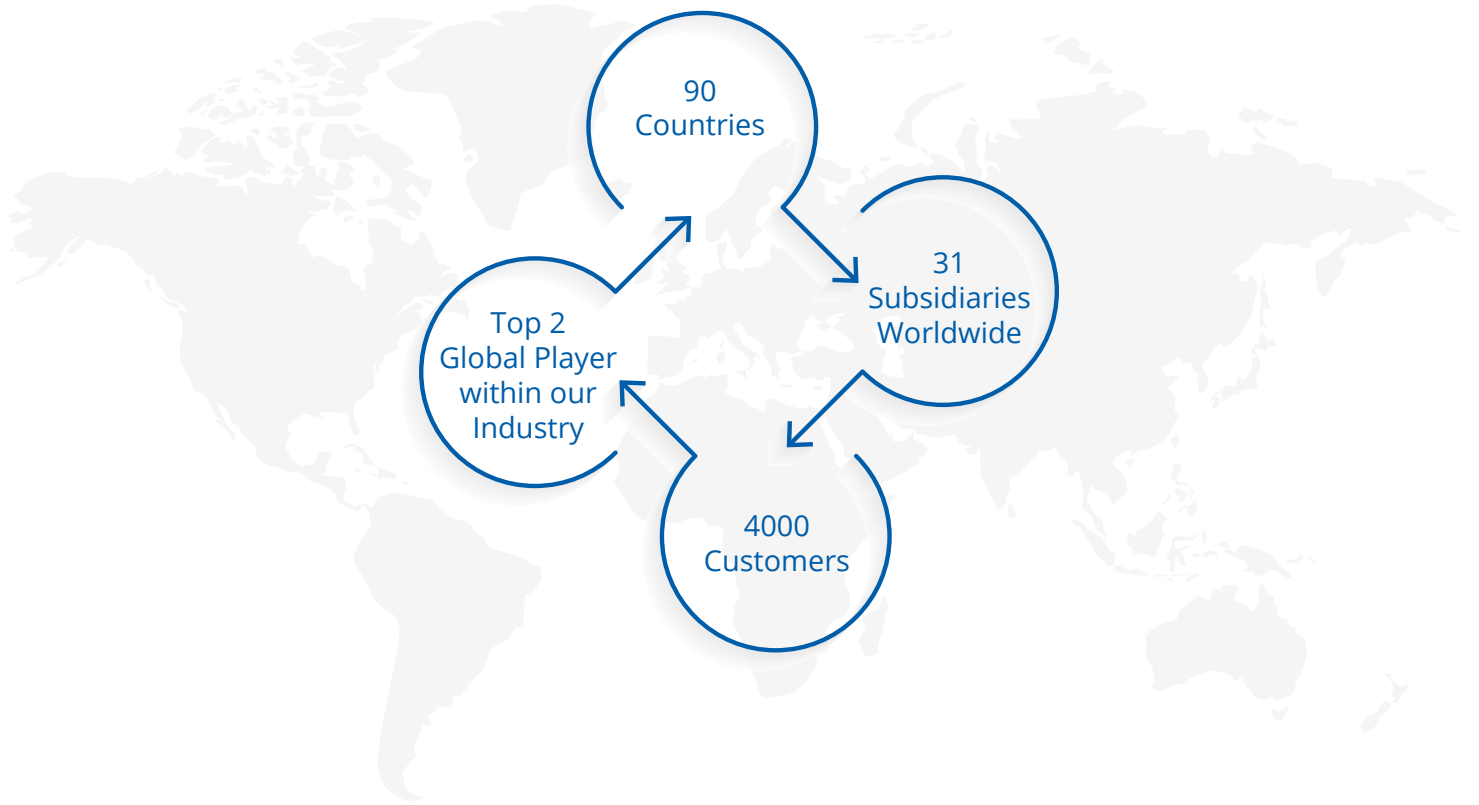 90
Countries
31
Subsidiaries
Worldwide
Top 2
Global Player
within our
Industry
4000
Customers